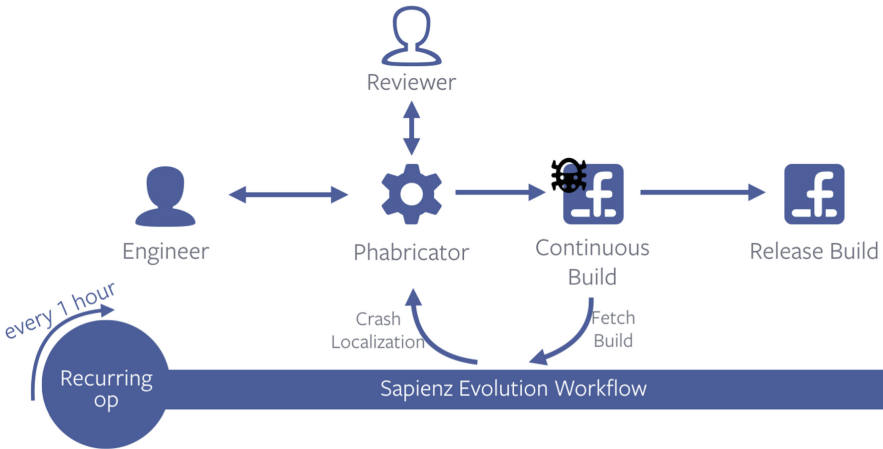 Reviewer
Engineer
Phabricator
Continuous
Build
Release Build
every 1 hour
Crash
Localization
Fetch
Build
Recurring
op
Sapienz Evolution Workflow